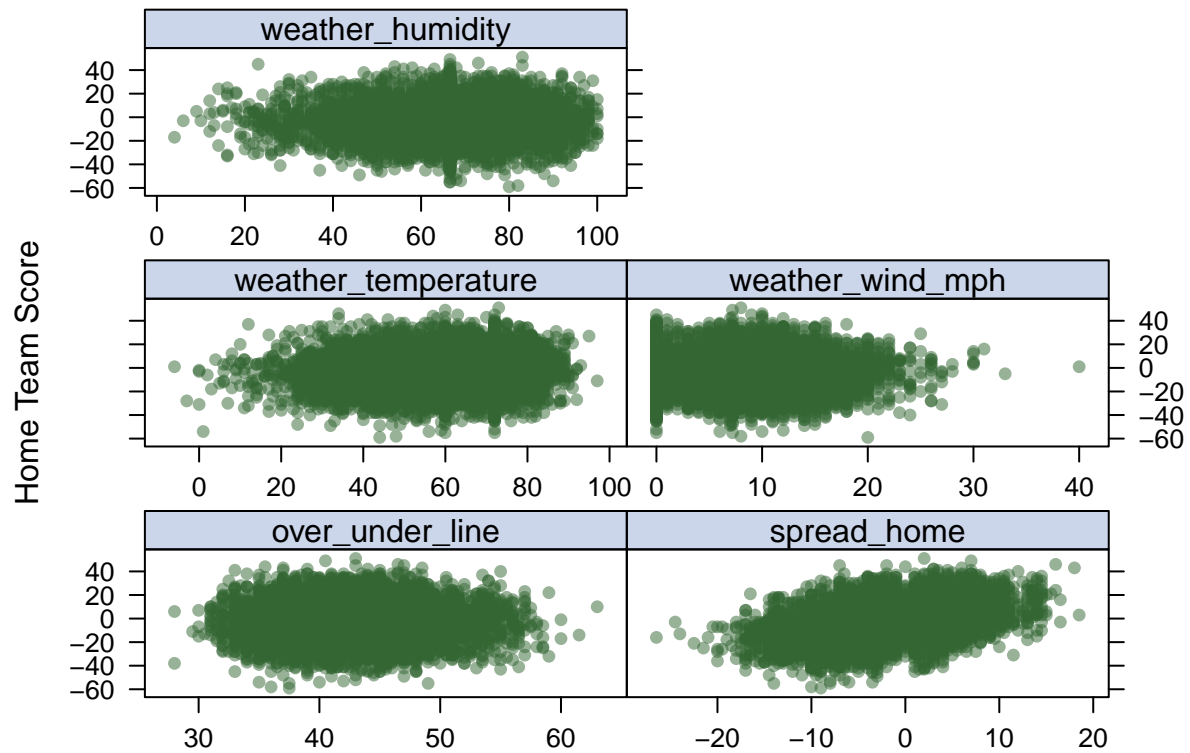 weather_humidity
40
20
0
−20
−40
−60
0 20 40 60 80 100
Home Team Score
weather_temperature weather_wind_mph
40
20
0
−20
−40
−60
0 20 40 60 80 100 0 10 20 30 40
over_under_line spread_home
40
20
0
−20
−40
−60
30 40 50 60 −20 −10 0 10 20